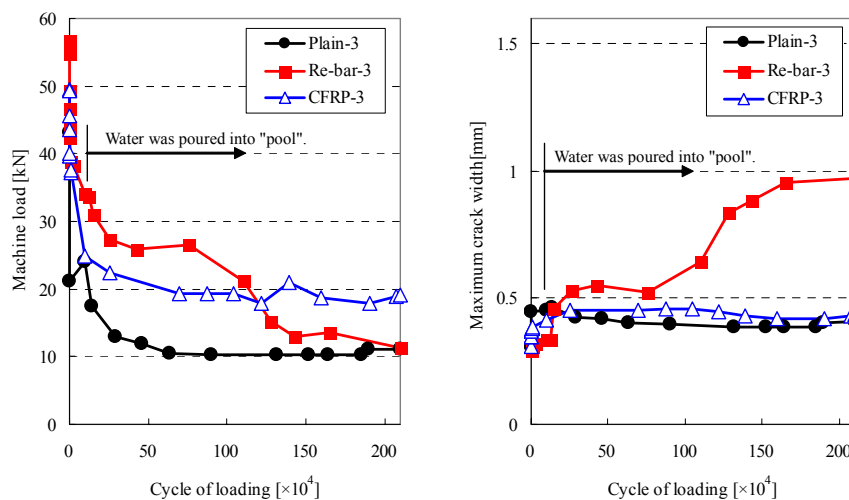 60
50
40
30
20
10
0
Machine load [kN]
Plain-3
Re-bar-3
CFRP-3
Water was poured into "pool".
0 50 100 150 200
Cycle of loading [×10⁴]
1.5
1
0.5
0
Maximum crack width[mm]
Plain-3
Re-bar-3
CFRP-3
Water was poured into "pool".
0 50 100 150 200
Cycle of loading [×10⁴]